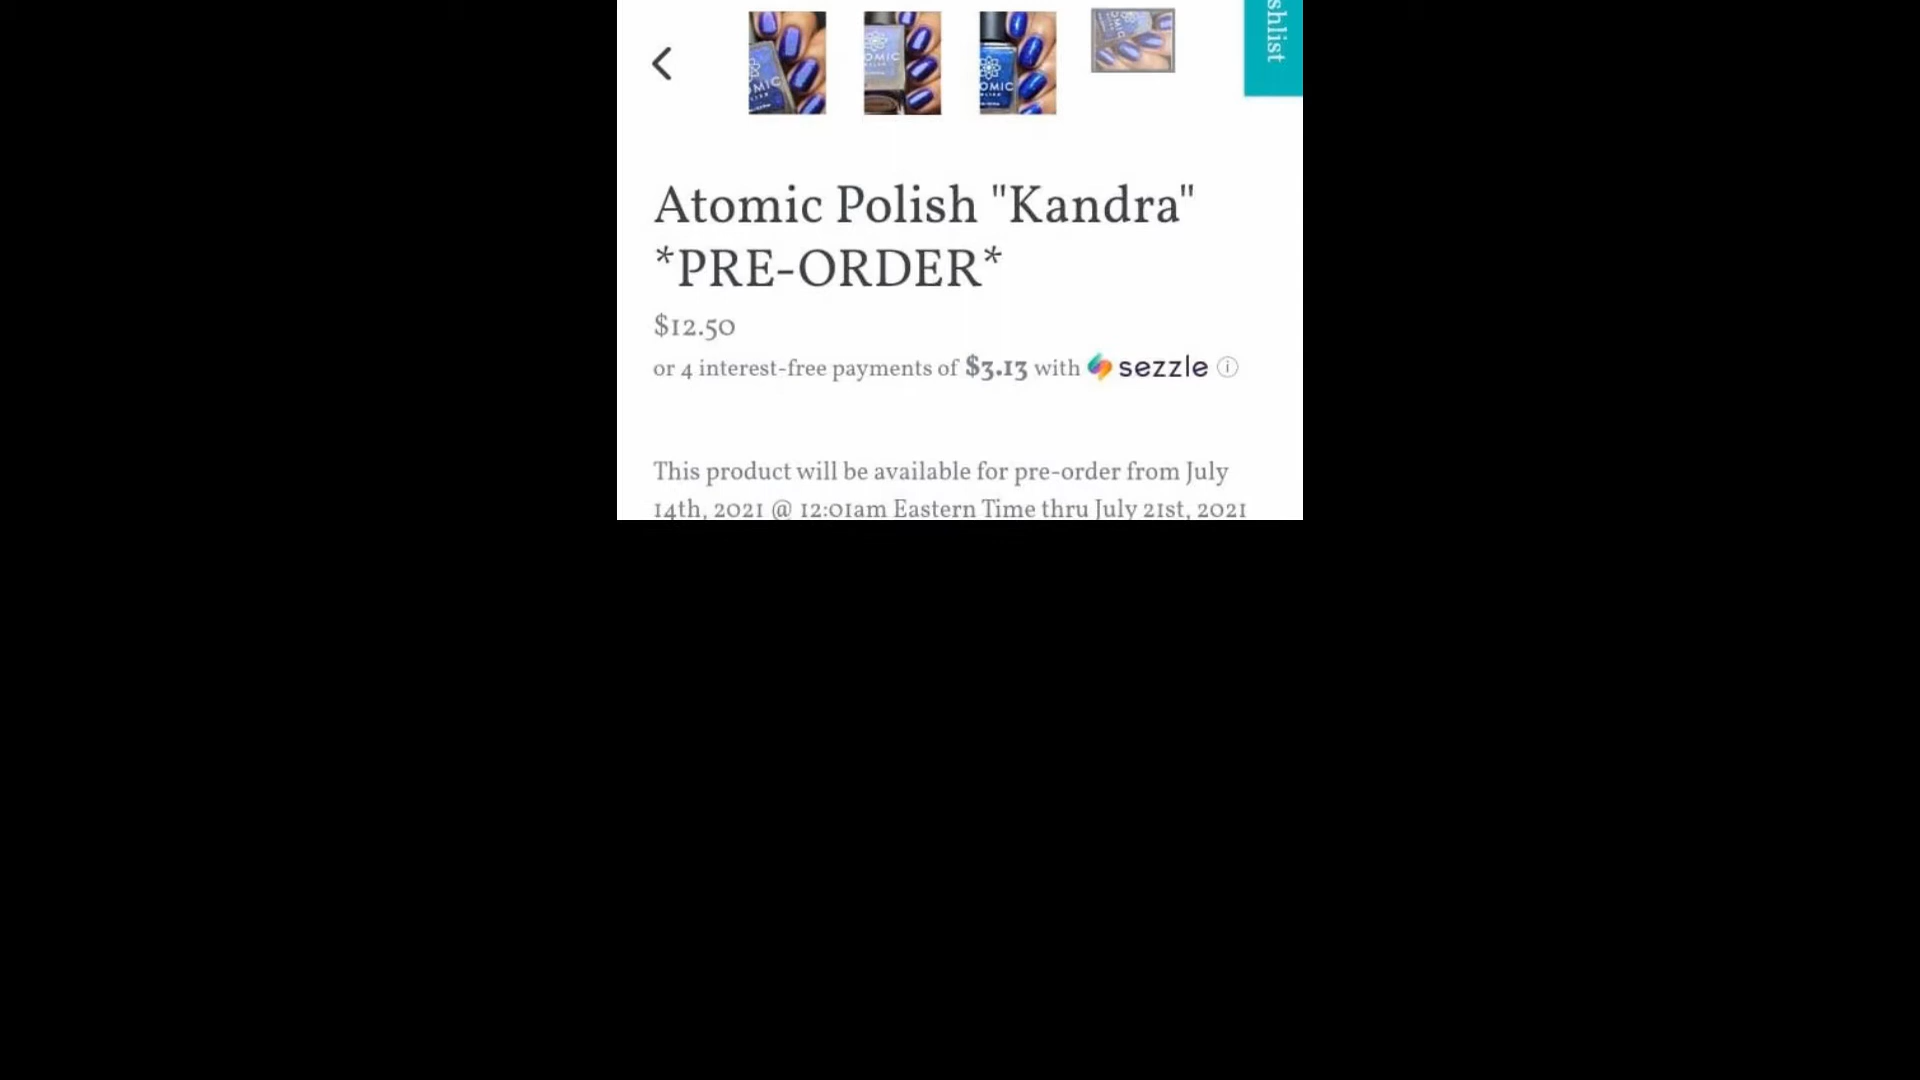 shlist
Atomic Polish "Kandra"
*PRE-ORDER*
$12.50
or 4 interest-free payments of $3.13 with sezzle
This product will be available for pre-order from July
14th, 2021 @ 12:01am Eastern Time thru July 21st, 2021